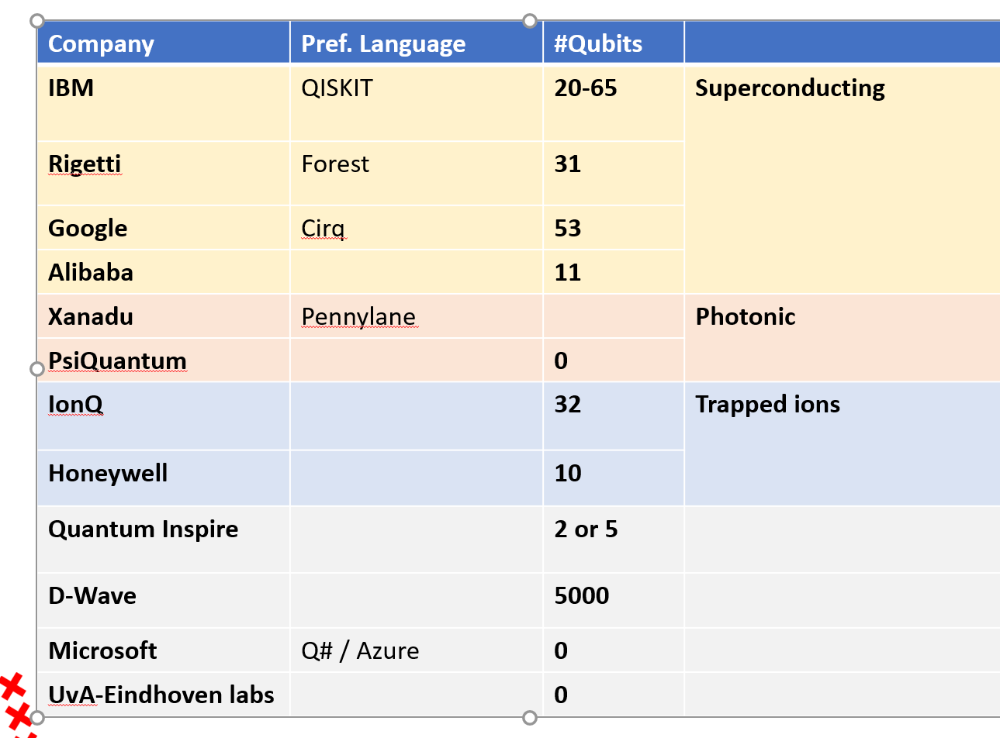 Company Pref. Language #Qubits
IBM QISKIT 20-65 Superconducting
Rigetti Forest 31
Google Cirq 53
Alibaba 11
Xanadu Pennylane Photonic
PsiQuantum 0
IonQ 32 Trapped ions
Honeywell 10
Quantum Inspire 2 or 5
D-Wave 5000
Microsoft Q# / Azure 0
UvA-Eindhoven labs 0